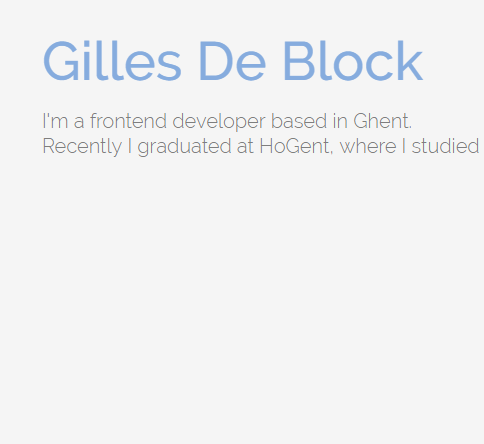 Gilles De Block
I'm a frontend developer based in Ghent.
Recently I graduated at HoGent, where I studied